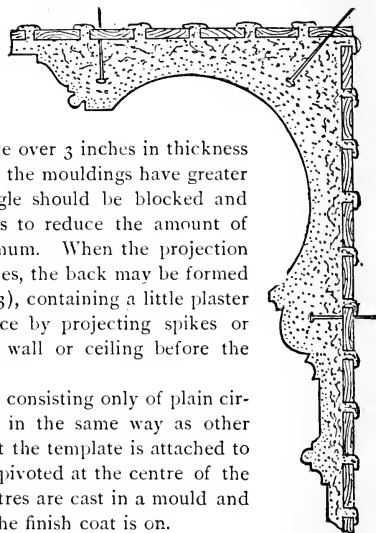 e over 3 inches in thickness
the mouldings have greater
gle should be blocked and
s to reduce the amount of
num. When the projection
es, the back may be formed
3), containing a little plaster
ce by projecting spikes or
wall or ceiling before the
consisting only of plain cir-
in the same way as other
t the template is attached to
pivoted at the centre of the
tres are cast in a mould and
he finish coat is on.